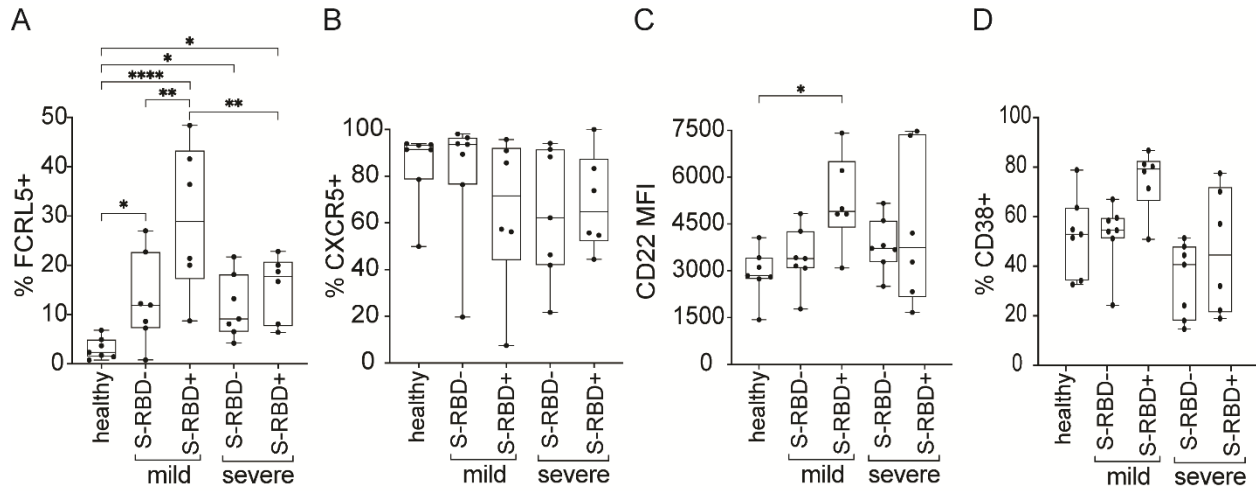 A
% FCRL5+
50
40
30
20
10
0
*
*
****
**
**
*
healthy
S-RBD-
S-RBD+
S-RBD-
S-RBD+
mild
severe
B
% CXCR5+
100
80
60
40
20
0
healthy
S-RBD-
S-RBD+
S-RBD-
S-RBD+
mild
severe
C
CD22 MFI
7500
6000
4500
3000
1500
0
*
healthy
S-RBD-
S-RBD+
S-RBD-
S-RBD+
mild
severe
D
% CD38+
100
80
60
40
20
0
healthy
S-RBD-
S-RBD+
S-RBD-
S-RBD+
mild
severe